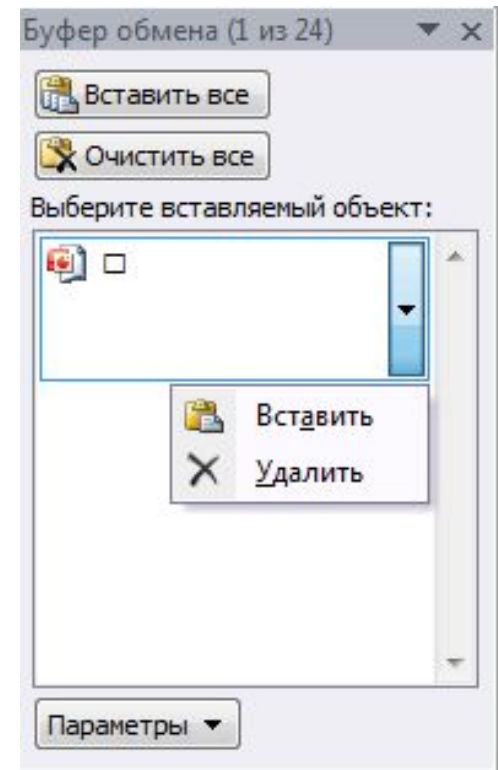 Буфер обмена (1 из 24)
Вставить все
Очистить все
Выберите вставляемый объект:
Вставить
Удалить
Параметры